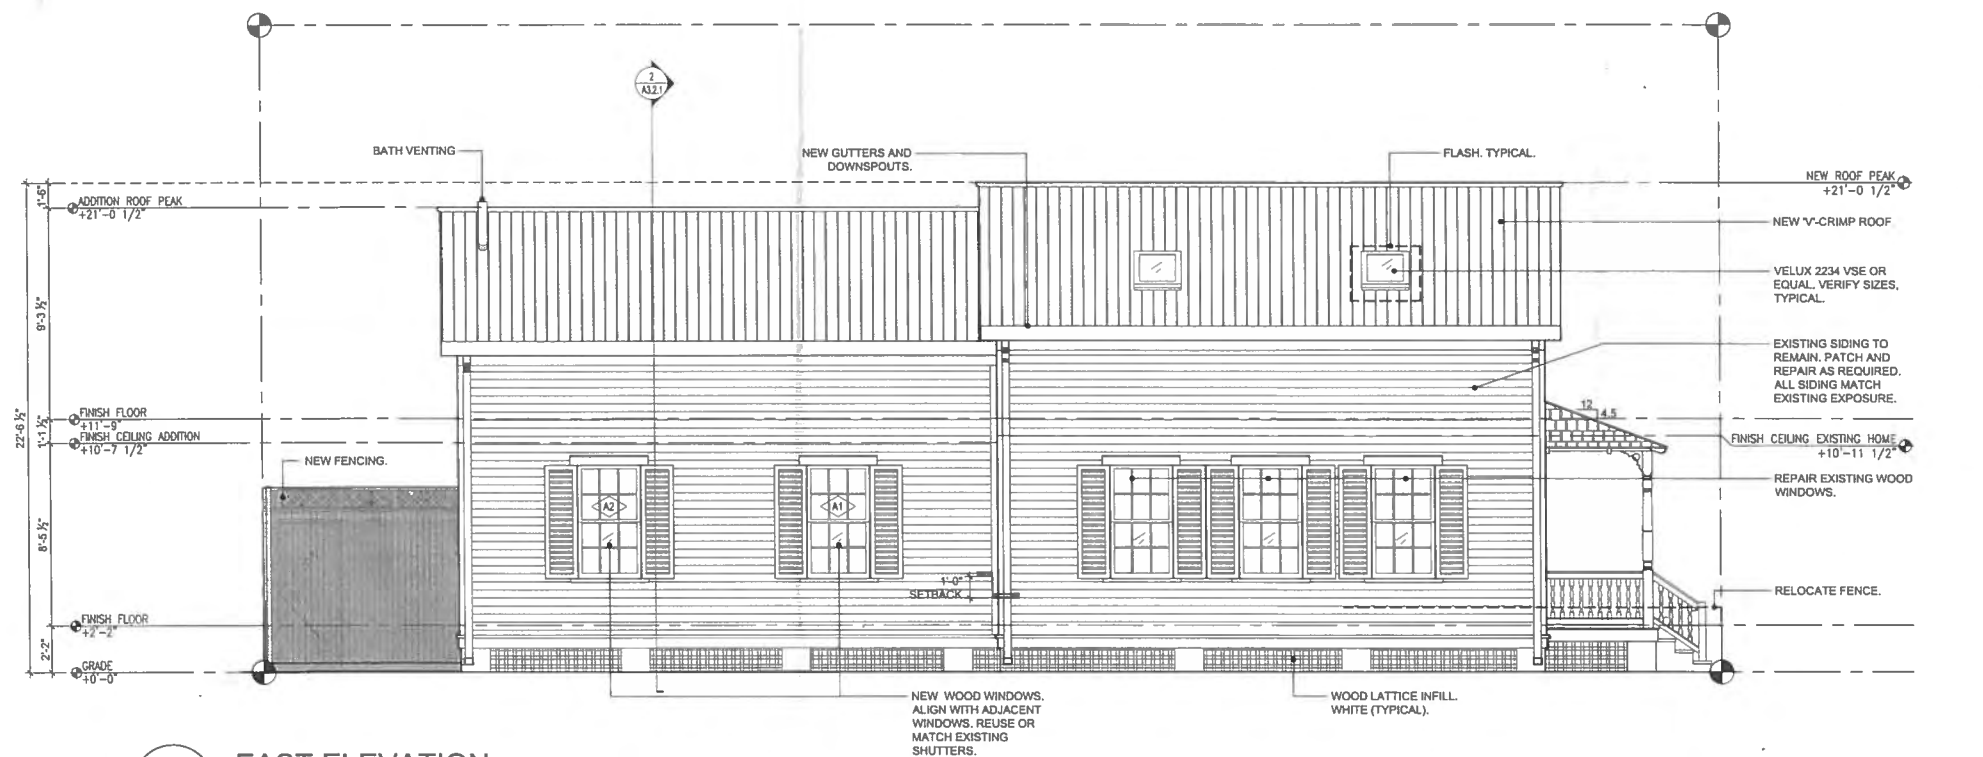 2
A3.2.1
BATH VENTING
NEW GUTTERS AND
DOWNSPOUTS.
FLASH. TYPICAL.
NEW ROOF PEAK
+21'-0 1/2"
ADDITION ROOF PEAK
+21'-0 1/2"
1'-6"
NEW "V"-CRIMP ROOF
VELUX 2234 VSE OR
EQUAL. VERIFY SIZES,
TYPICAL.
9'-3 ½"
EXISTING SIDING TO
REMAIN. PATCH AND
REPAIR AS REQUIRED.
ALL SIDING MATCH
EXISTING EXPOSURE.
12
4.5
FINISH FLOOR
+11'-9"
22'-6 ½"
1'-1 ½"
FINISH CEILING ADDITION
+10'-7 1/2"
FINISH CEILING EXISTING HOME
+10'-11 1/2"
NEW FENCING.
REPAIR EXISTING WOOD
WINDOWS.
A2
A1
8'-5 ½"
1'-0"
SETBACK
RELOCATE FENCE.
FINISH FLOOR
+2'-2"
2'-2"
GRADE
+0'-0"
NEW WOOD WINDOWS.
ALIGN WITH ADJACENT
WINDOWS. REUSE OR
MATCH EXISTING
SHUTTERS.
WOOD LATTICE INFILL.
WHITE (TYPICAL).
EAST ELEVATION